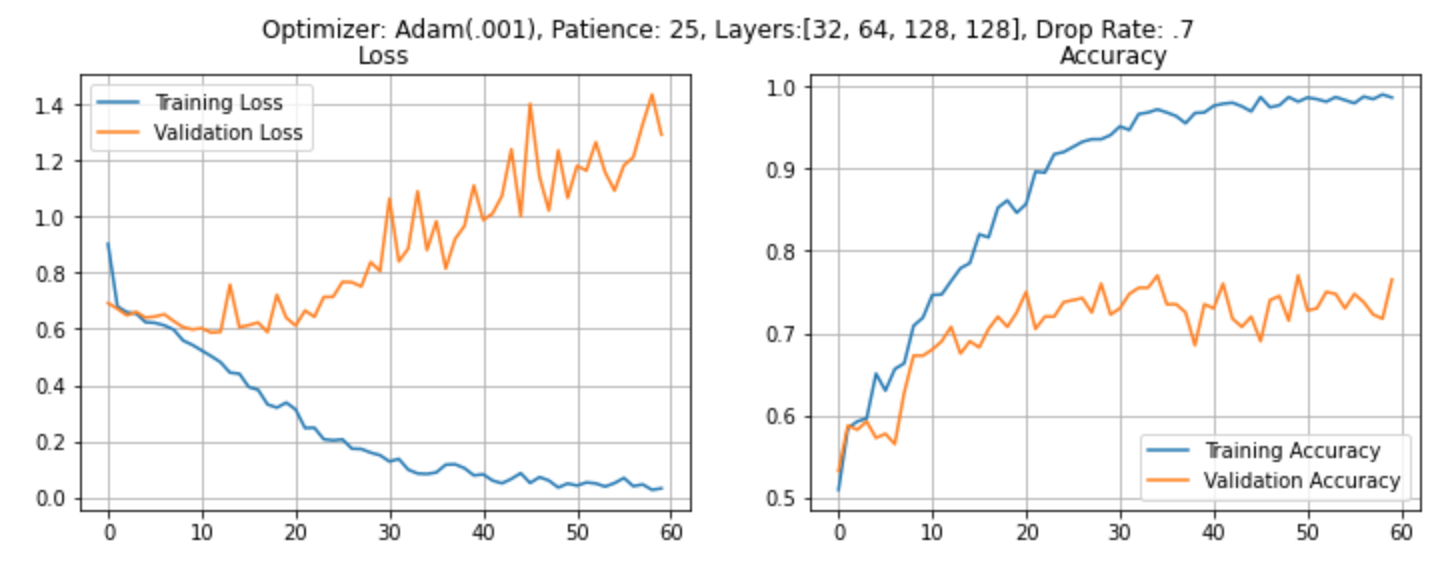 Optimizer: Adam(.001), Patience: 25, Layers:[32, 64, 128, 128], Drop Rate: .7
Loss
Training Loss
Validation Loss
1.4
1.2
1.0
0.8
0.6
0.4
0.2
0.0
0 10 20 30 40 50 60
Accuracy
1.0
0.9
0.8
0.7
0.6
0.5
Training Accuracy
Validation Accuracy
0 10 20 30 40 50 60